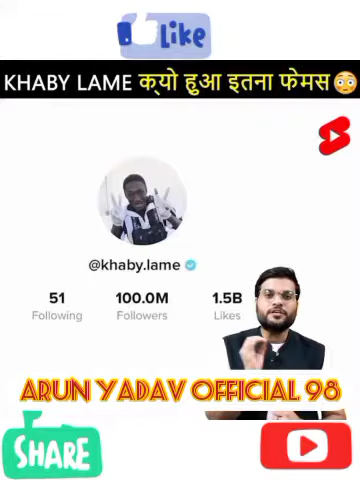 Like
KHABY LAME क्यो हुआ इतना फेमस😳
@khaby.lame
51 100.0M 1.5B
Following Followers Likes
ARUN YADAV OFFICIAL 98
SHARE